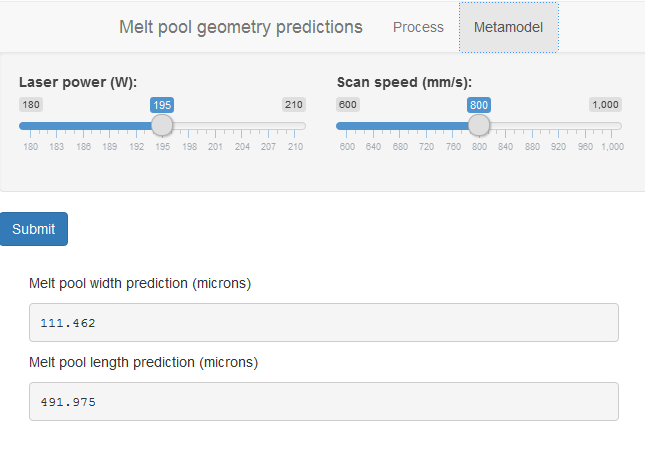 Melt pool geometry predictions Process Metamodel
Laser power (W): Scan speed (mm/s):
180 195 210 600 800 1,000
180 183 186 189 192 195 198 201 204 207 210 600 640 680 720 760 800 840 880 920 960 1,000
Submit
Melt pool width prediction (microns)
111.462
Melt pool length prediction (microns)
491.975